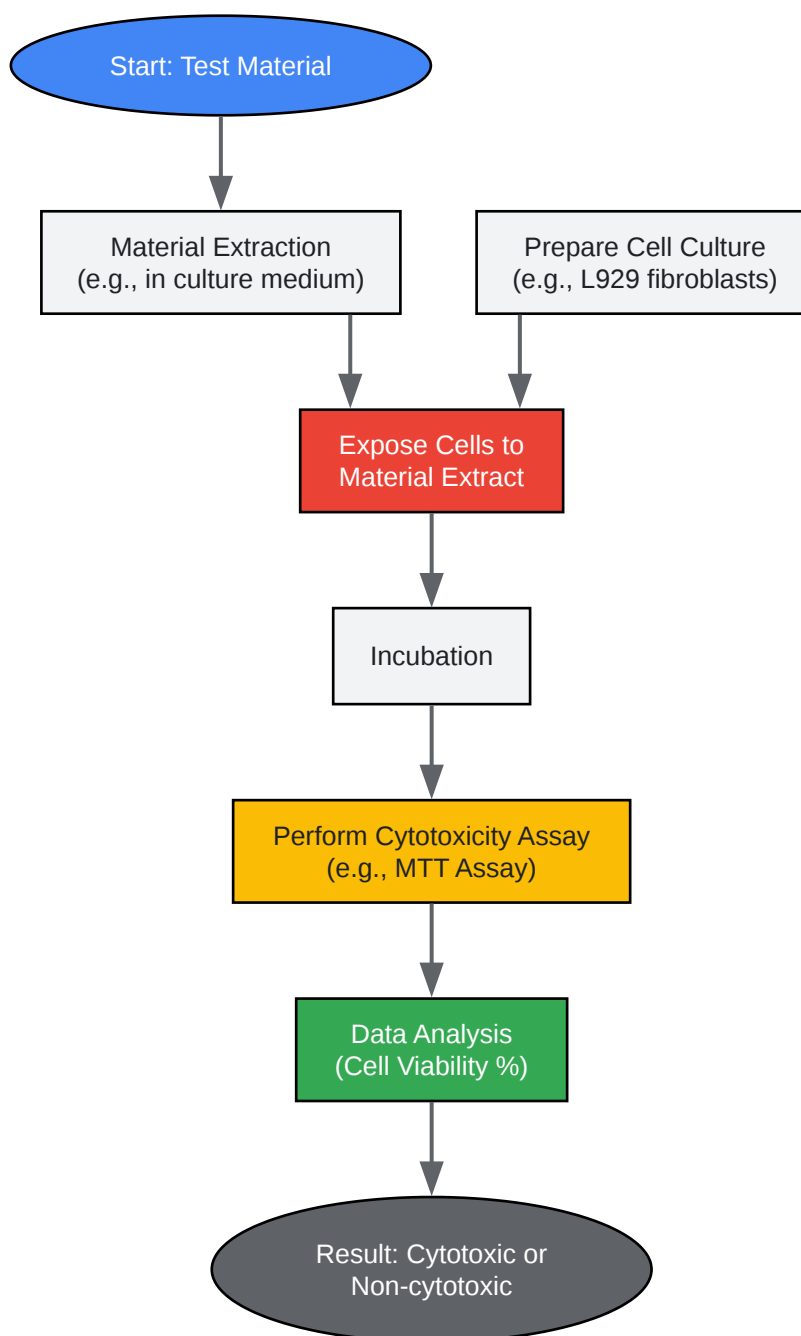 Start: Test Material
Material Extraction
(e.g., in culture medium)
Prepare Cell Culture
(e.g., L929 fibroblasts)
Expose Cells to
Material Extract
Incubation
Perform Cytotoxicity Assay
(e.g., MTT Assay)
Data Analysis
(Cell Viability %)
Result: Cytotoxic or
Non-cytotoxic